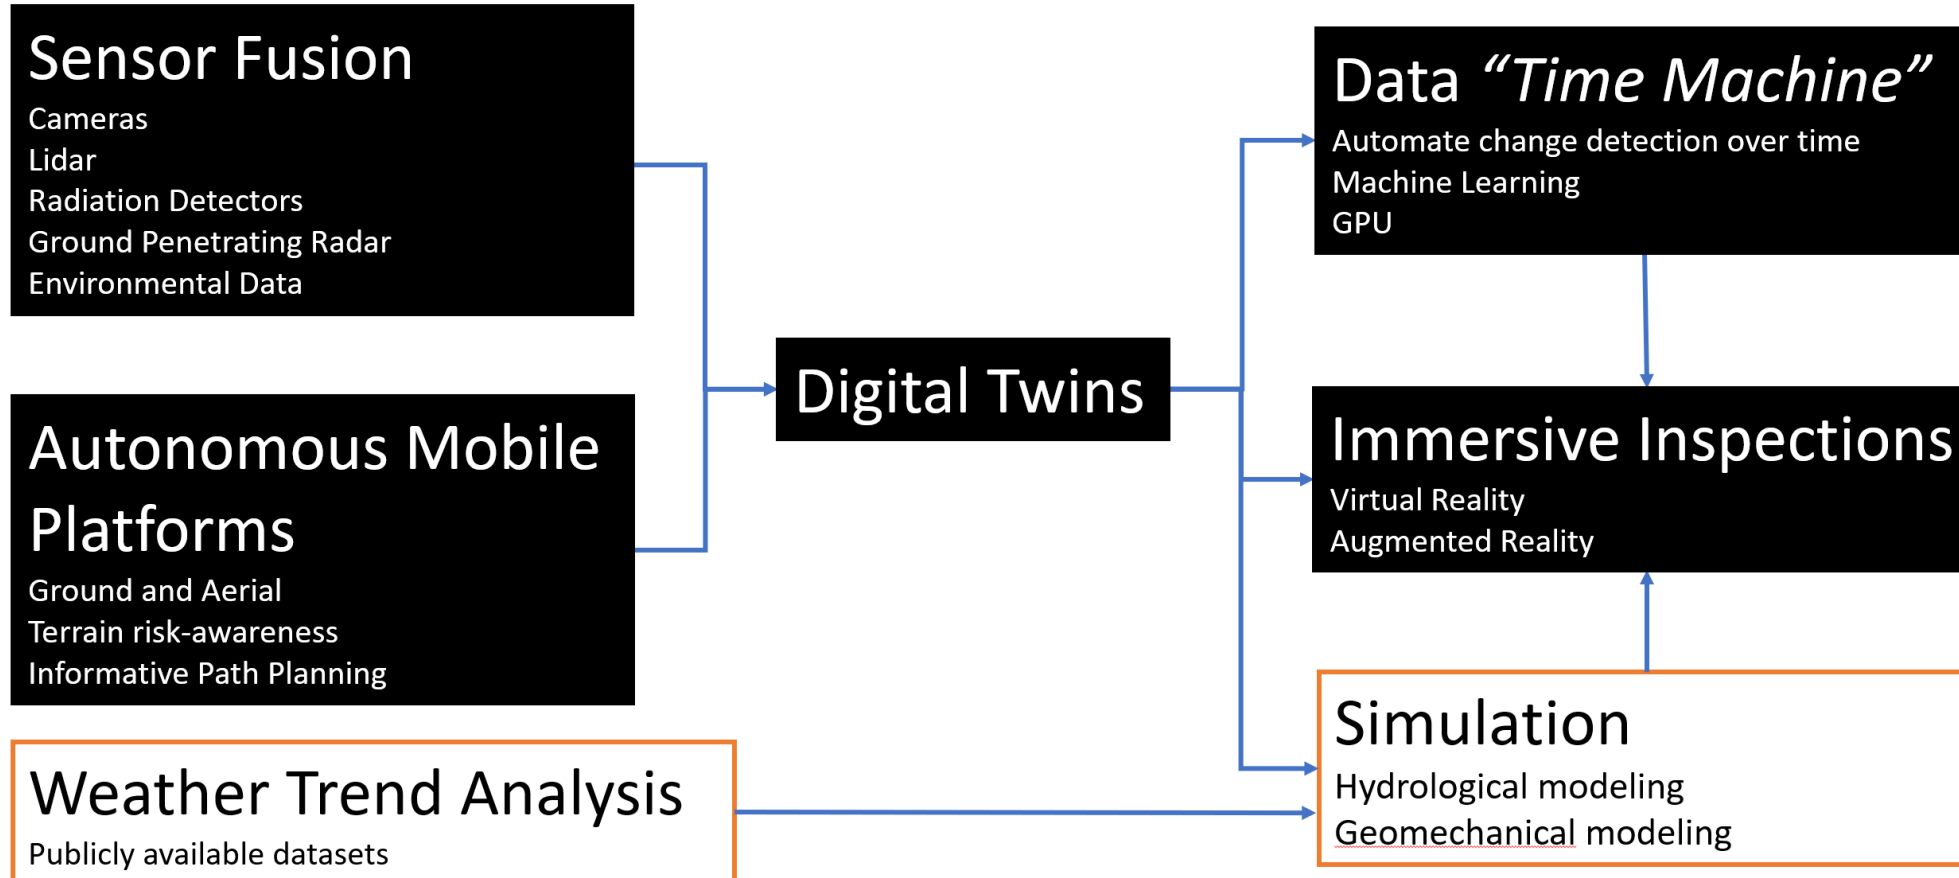 Sensor Fusion
Cameras
Lidar
Radiation Detectors
Ground Penetrating Radar
Environmental Data
Autonomous Mobile
Platforms
Ground and Aerial
Terrain risk-awareness
Informative Path Planning
Weather Trend Analysis
Publicly available datasets
Digital Twins
Data “Time Machine”
Automate change detection over time
Machine Learning
GPU
Immersive Inspections
Virtual Reality
Augmented Reality
Simulation
Hydrological modeling
Geomechanical modeling